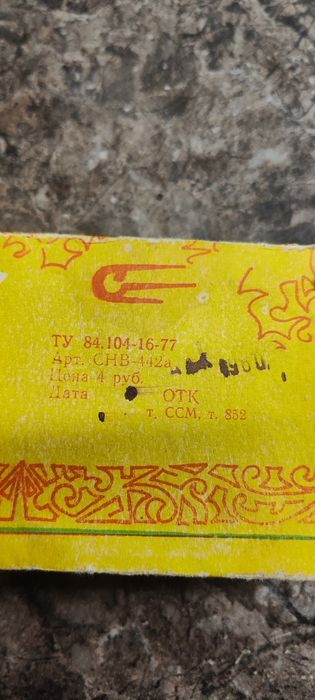 ТУ 84.104-16-77
Арт. СНВ-442а
Цена 4 руб.
Дата ОТК
т. ССМ, т. 852